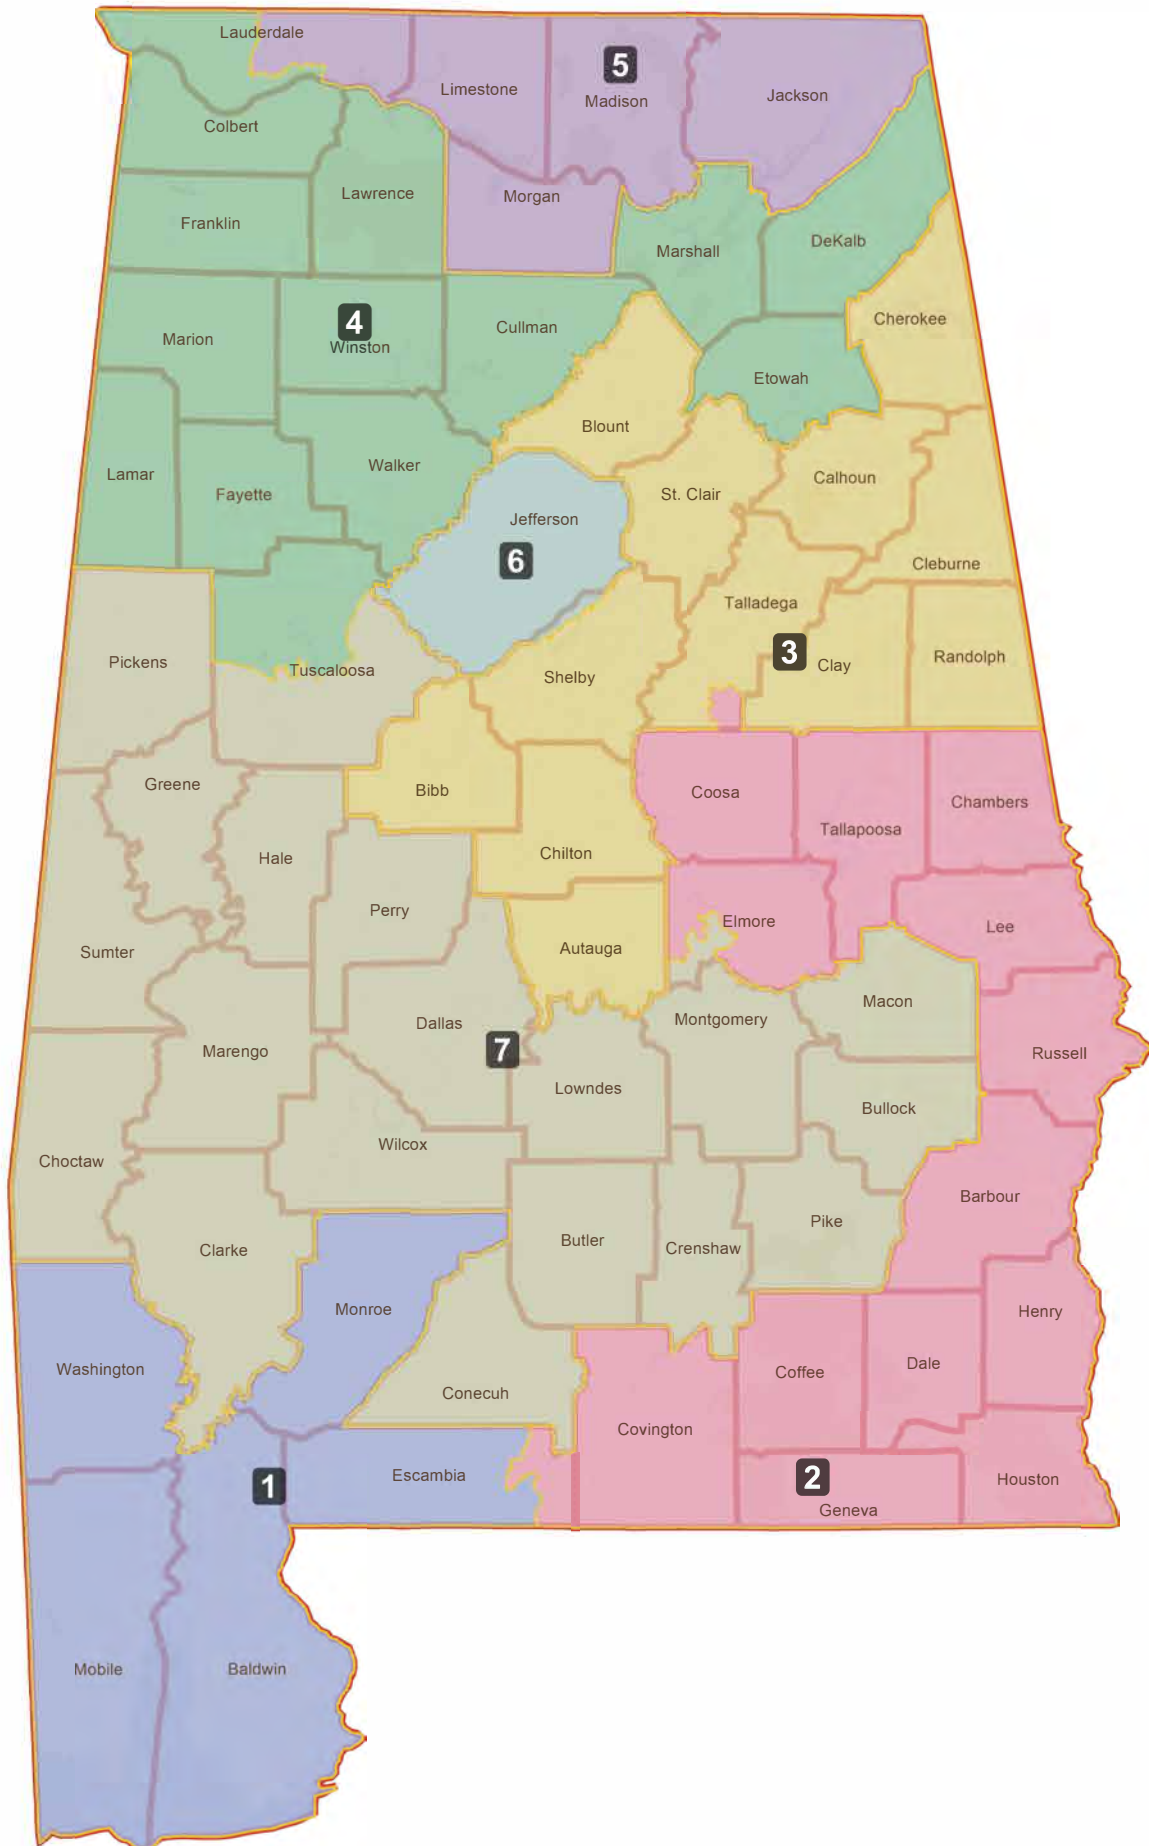 Lauderdale
5
Limestone
Madison
Jackson
Colbert
Lawrence
Morgan
Franklin
Marshall
DeKalb
4
Cherokee
Marion
Winston
Cullman
Etowah
Blount
Lamar
Walker
Fayette
St. Clair
Calhoun
Jefferson
6
Cleburne
Talladega
3
Pickens
Tuscaloosa
Shelby
Clay
Randolph
Greene
Bibb
Coosa
Chambers
Tallapoosa
Hale
Chilton
Perry
Elmore
Lee
Sumter
Autauga
Macon
Dallas
Montgomery
7
Marengo
Russell
Lowndes
Bullock
Wilcox
Choctaw
Barbour
Clarke
Butler
Crenshaw
Pike
Monroe
Henry
Washington
Conecuh
Coffee
Dale
Covington
1
Escambia
2
Houston
Geneva
Mobile
Baldwin